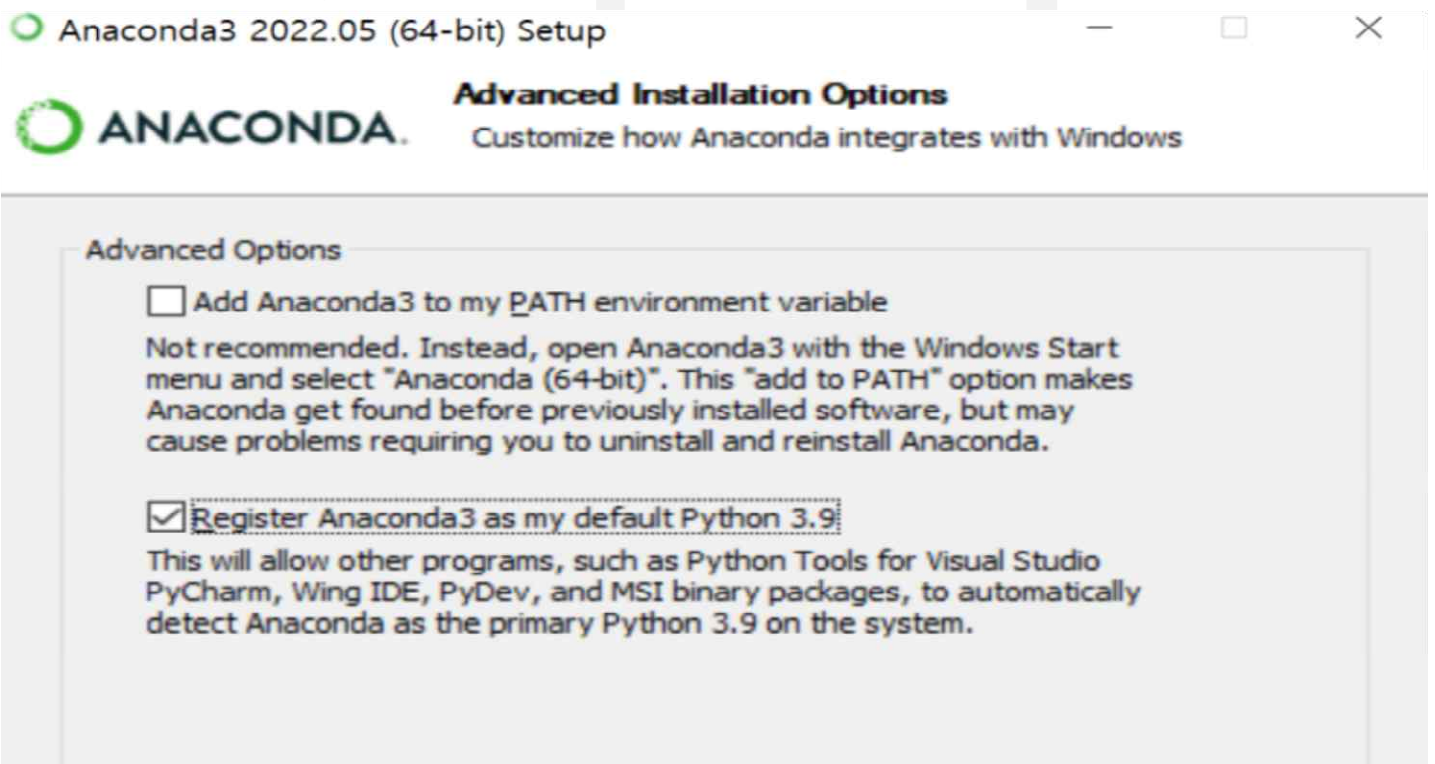 Anaconda3 2022.05 (64-bit) Setup
ANACONDA.
Advanced Installation Options
Customize how Anaconda integrates with Windows
Advanced Options
Add Anaconda3 to my PATH environment variable
Not recommended. Instead, open Anaconda3 with the Windows Start
menu and select "Anaconda (64-bit)". This "add to PATH" option makes
Anaconda get found before previously installed software, but may
cause problems requiring you to uninstall and reinstall Anaconda.
Register Anaconda3 as my default Python 3.9
This will allow other programs, such as Python Tools for Visual Studio
PyCharm, Wing IDE, PyDev, and MSI binary packages, to automatically
detect Anaconda as the primary Python 3.9 on the system.